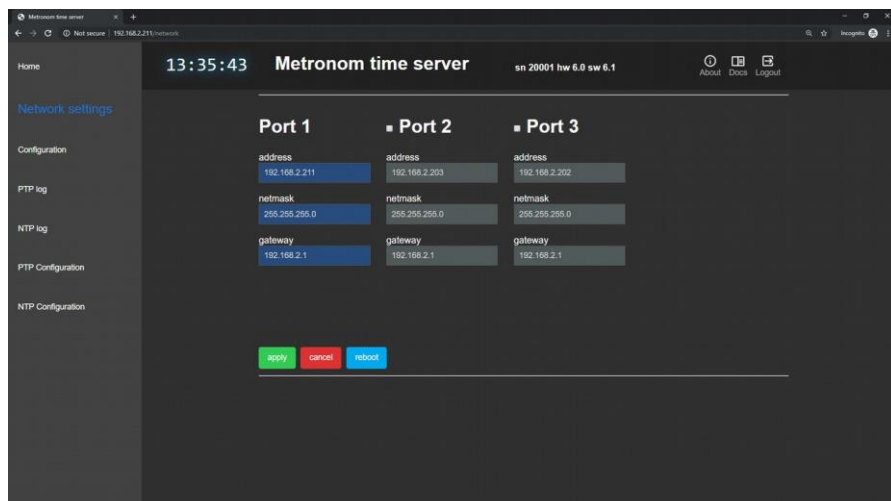 Metronom time server
Not secure | 192.168.2.211/network
Incognito
Home
13:35:43
Metronom time server
sn 20001 hw 6.0 sw 6.1
About Docs Logout
Network settings
Configuration
PTP log
NTP log
PTP Configuration
NTP Configuration
Port 1 Port 2 Port 3
address address address
192.168.2.211 192.168.2.203 192.168.2.202
netmask netmask netmask
255.255.255.0 255.255.255.0 255.255.255.0
gateway gateway gateway
192.168.2.1 192.168.2.1 192.168.2.1
apply cancel reboot